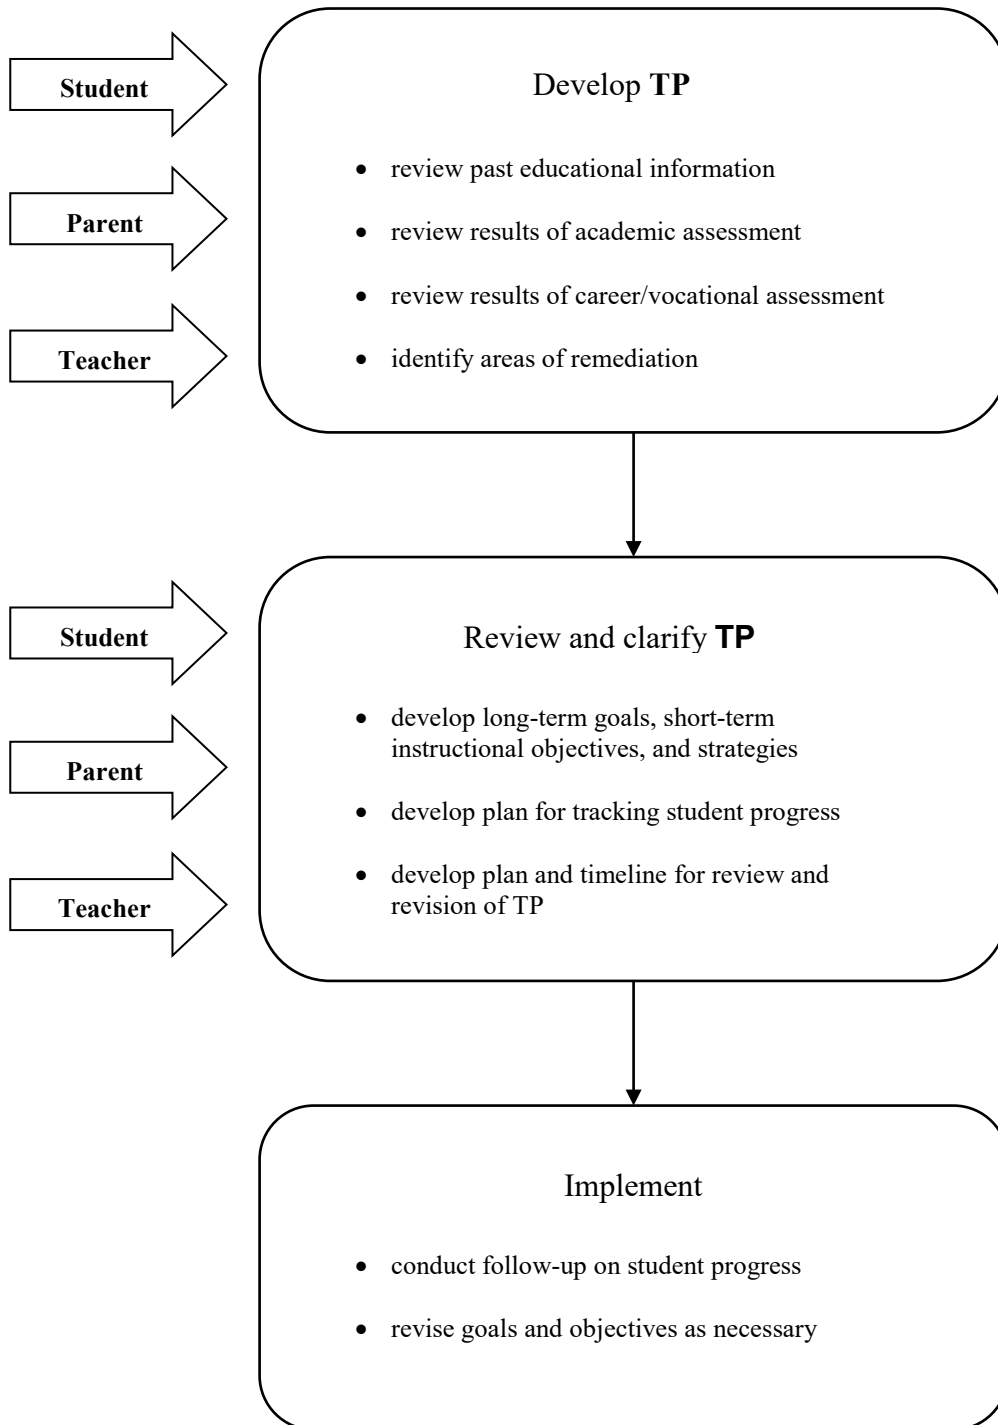 Student
Parent
Teacher
Develop TP
• review past educational information
• review results of academic assessment
• review results of career/vocational assessment
• identify areas of remediation
Student
Parent
Teacher
Review and clarify TP
• develop long-term goals, short-term
instructional objectives, and strategies
• develop plan for tracking student progress
• develop plan and timeline for review and
revision of TP
Implement
• conduct follow-up on student progress
• revise goals and objectives as necessary